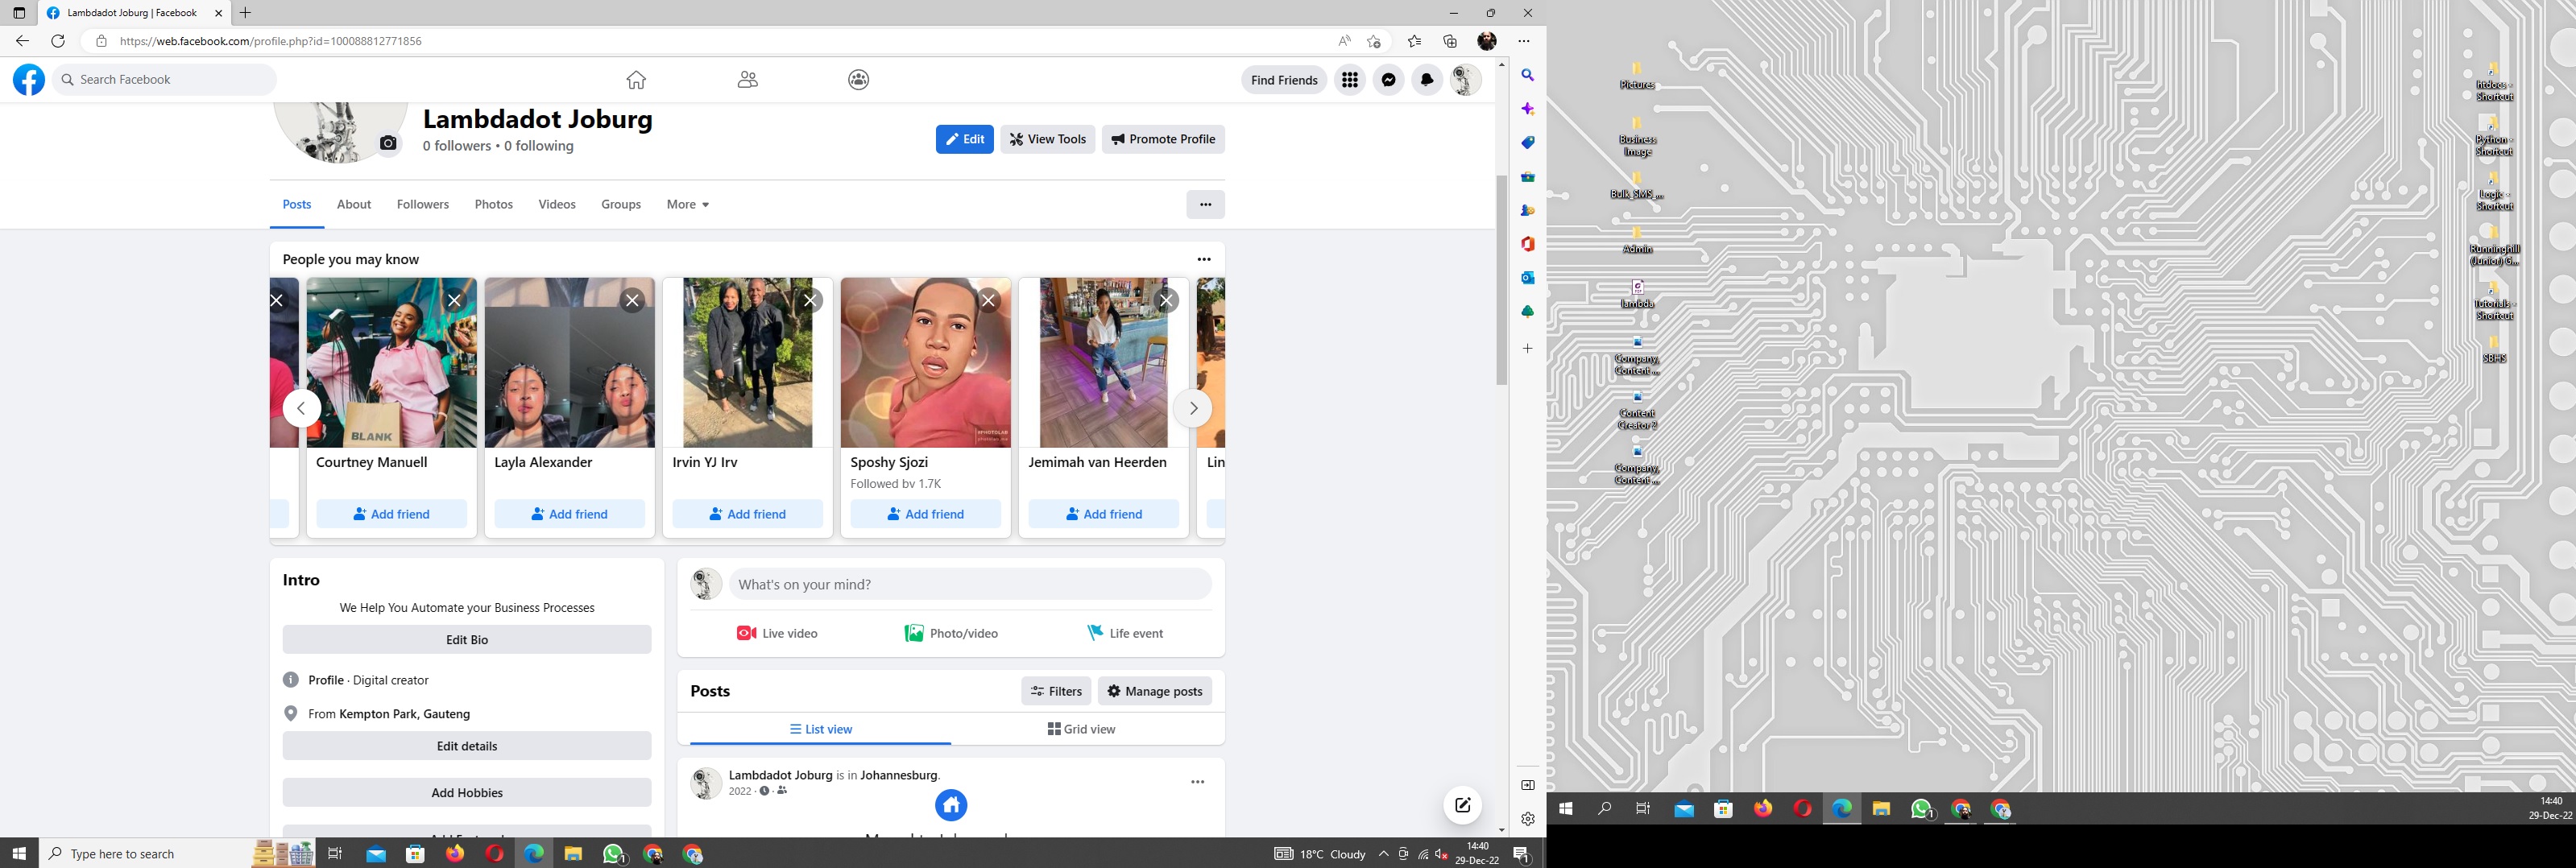 Lambdadot Joburg | Facebook
https://web.facebook.com/profile.php?id=100088812771856
Search Facebook
Find Friends
Lambdadot Joburg
0 followers • 0 following
Edit
View Tools
Promote Profile
Posts
About
Followers
Photos
Videos
Groups
More
People you may know
BLANK
#PHOTOLAB
Courtney Manuell
Layla Alexander
Irvin YJ Irv
Sposhy Sjozi
Jemimah van Heerden
Lin
Followed by 1.7K
Add friend
Add friend
Add friend
Add friend
Add friend
Intro
We Help You Automate your Business Processes
Edit Bio
Profile · Digital creator
From Kempton Park, Gauteng
Edit details
Add Hobbies
What's on your mind?
Live video
Photo/video
Life event
Posts
Filters
Manage posts
List view
Grid view
Lambdadot Joburg is in Johannesburg.
2022
Type here to search
18°C Cloudy
14:40
29-Dec-22
Pictures
Business
Image
Bulk_SMS_...
Admin
lambda
Company,
Content ...
Content
Creator 2
Company,
Content ...
htdocs -
Shortcut
Python -
Shortcut
Logic -
Shortcut
Runninghill
(Junior) G...
Tutorials -
Shortcut
SBHS
14:40
29-Dec-22